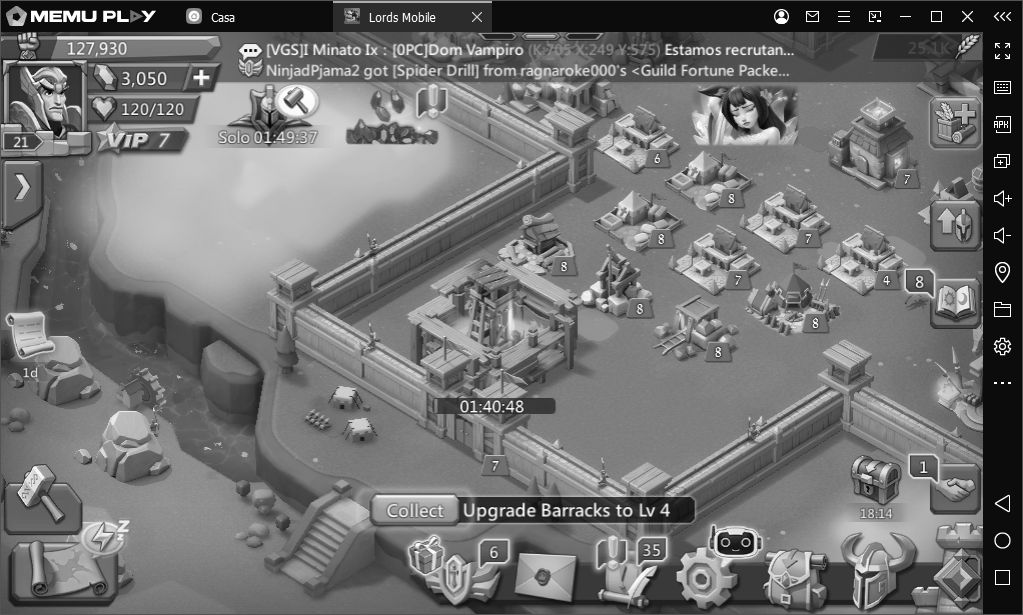 MEMU PLAY
Casa
Lords Mobile
127,930
[VGS]I Minato Ix : [0PC]Dom Vampiro (K:705 X:249 Y:575) Estamos recrutan...
NinjadPjama2 got [Spider Drill] from ragnaroke000's <Guild Fortune Packe...
25.1K
3,050
120/120
21
VIP 7
Solo 01:49:37
APK
6
7
8
8
7
8
7
4
8
8
8
8
1d
01:40:48
7
1
18:14
Collect
Upgrade Barracks to Lv 4
6
35
z
z